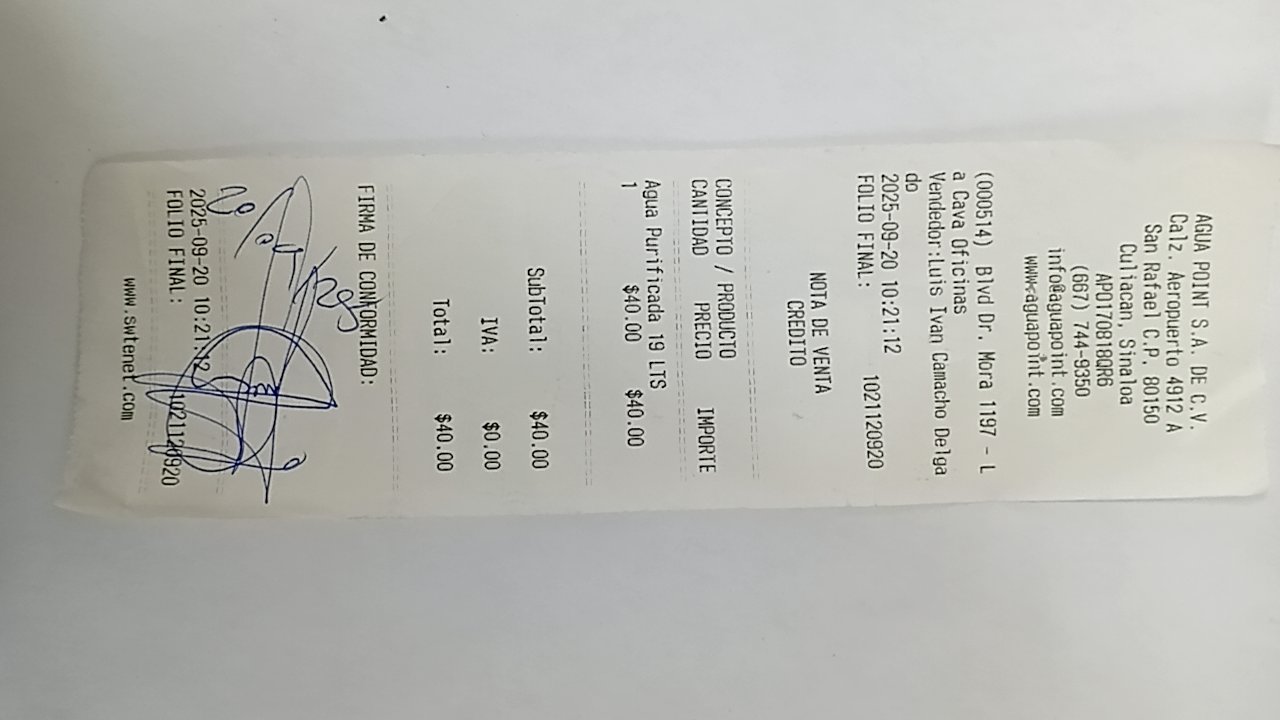 AGUA POINT S.A. DE C.V.
Calz. Aeropuerto 4912 A
San Rafael C.P. 80150
Culiacan, Sinaloa
APO170818QR6
(667) 744-9350
info@aguapoint.com
www.aguapoint.com
(000514) Blvd Dr. Mora 1197 - L
a Cava Oficinas
Vendedor:Luis Ivan Camacho Delga
do
2025-09-20 10:21:12
FOLIO FINAL: 1021120920
NOTA DE VENTA
CREDITO
CONCEPTO / PRODUCTO
CANTIDAD PRECIO IMPORTE
Agua Purificada 19 LTS
1 $40.00 $40.00
SubTotal: $40.00
IVA: $0.00
Total: $40.00
FIRMA DE CONFORMIDAD:
2025-09-20 10:21:12
FOLIO FINAL: 1021120920
www.swtenet.com